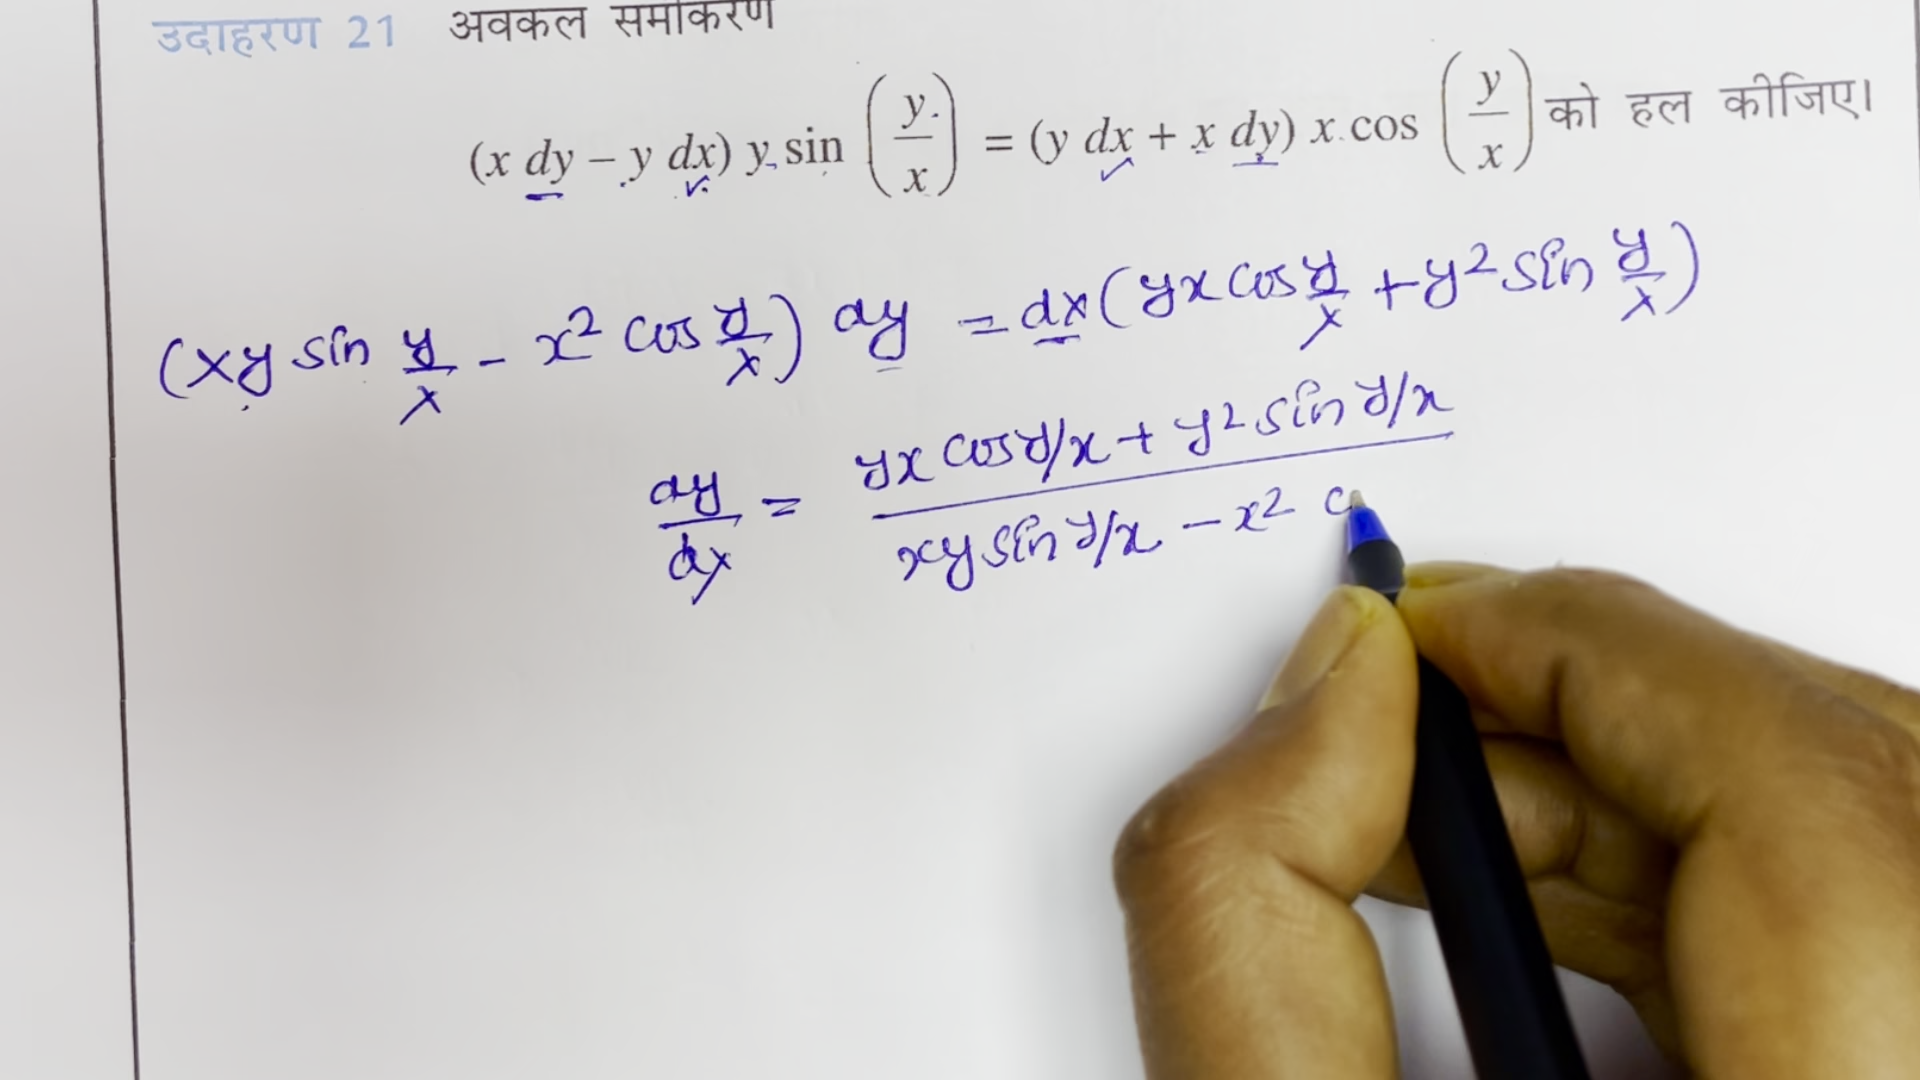 उदाहरण 21 अवकल समीकरण
(x dy – y dx) y sin (y/x) = (y dx + x dy) x cos (y/x) को हल कीजिए।
(xy sin y/x - x² cos y/x) dy = dx (yx cos y/x + y² sin y/x)
dy/dx = (yx cos y/x + y² sin y/x)/(xy sin y/x - x² c